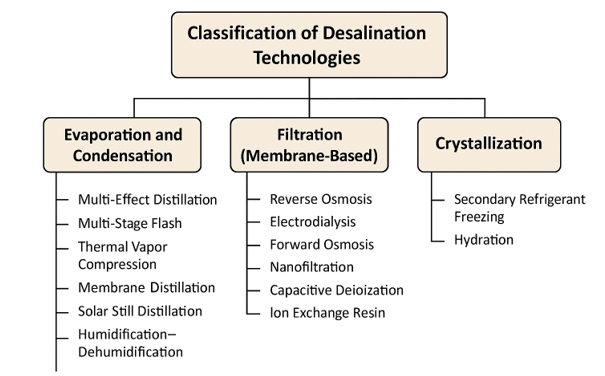 Classification of Desalination
Technologies
Evaporation and
Condensation
Multi-Effect Distillation
Multi-Stage Flash
Thermal Vapor
Compression
Membrane Distillation
Solar Still Distillation
Humidification–
Dehumidification
Filtration
(Membrane-Based)
Reverse Osmosis
Electrodialysis
Forward Osmosis
Nanofiltration
Capacitive Deioization
Ion Exchange Resin
Crystallization
Secondary Refrigerant
Freezing
Hydration